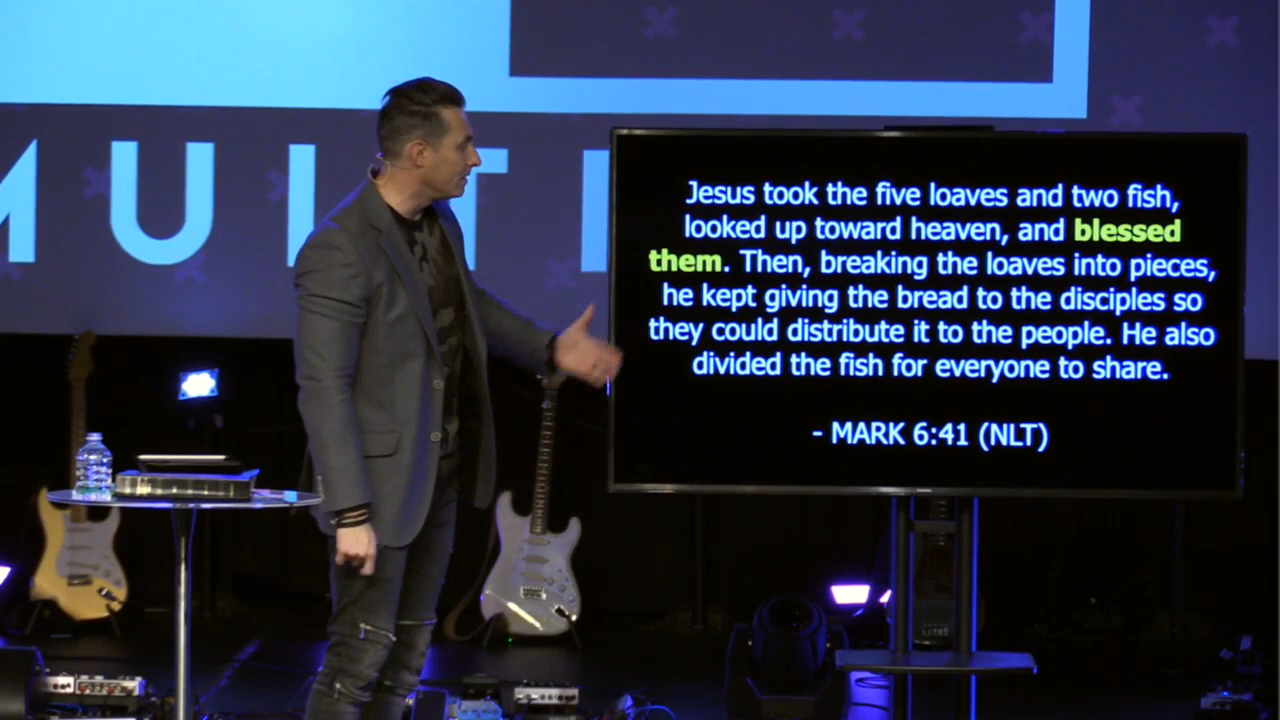 MULTI
Jesus took the five loaves and two fish,
looked up toward heaven, and blessed
them. Then, breaking the loaves into pieces,
he kept giving the bread to the disciples so
they could distribute it to the people. He also
divided the fish for everyone to share.
- MARK 6:41 (NLT)